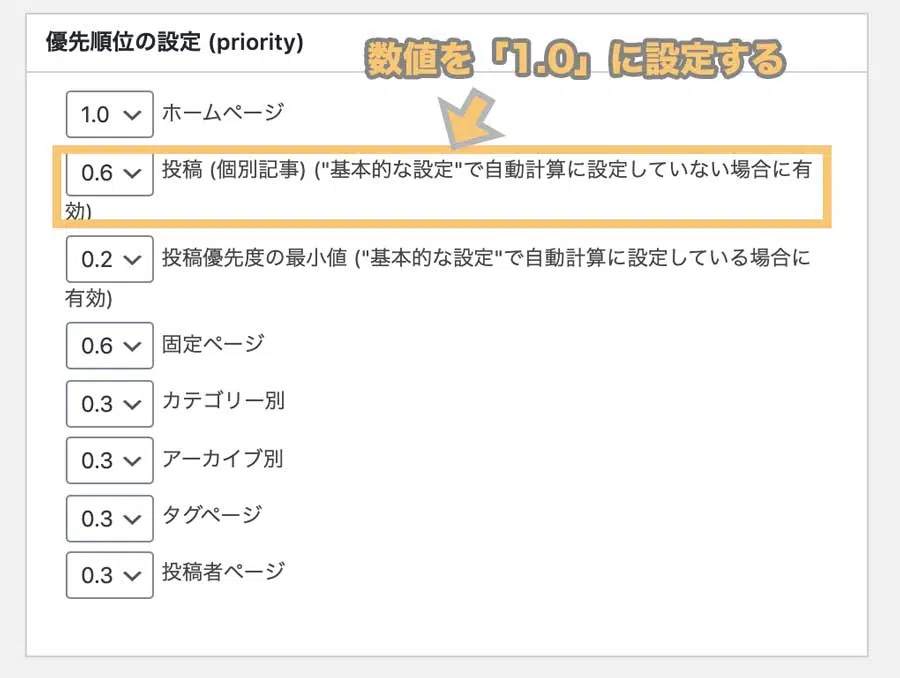 優先順位の設定 (priority)
数値を「1.0」に設定する
1.0 ホームページ
0.6 投稿 (個別記事) ("基本的な設定"で自動計算に設定していない場合に有
効)
0.2 投稿優先度の最小値 ("基本的な設定"で自動計算に設定している場合に
有効)
0.6 固定ページ
0.3 カテゴリー別
0.3 アーカイブ別
0.3 タグページ
0.3 投稿者ページ